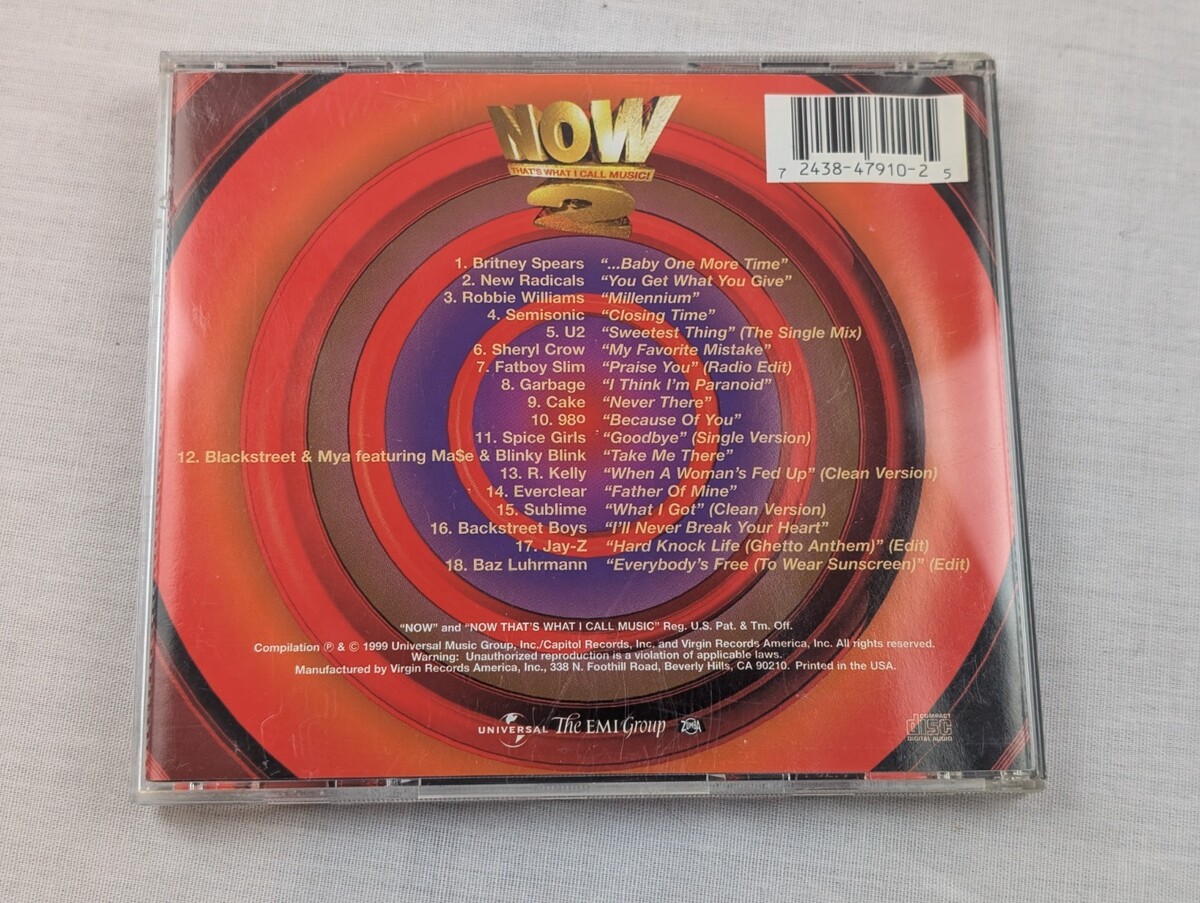 NOW
THAT'S WHAT I CALL MUSIC!
2
7 2438-47910-2 5
1. Britney Spears "...Baby One More Time"
2. New Radicals "You Get What You Give"
3. Robbie Williams "Millennium"
4. Semisonic "Closing Time"
5. U2 "Sweetest Thing" (The Single Mix)
6. Sheryl Crow "My Favorite Mistake"
7. Fatboy Slim "Praise You" (Radio Edit)
8. Garbage "I Think I'm Paranoid"
9. Cake "Never There"
10. 98º "Because Of You"
11. Spice Girls "Goodbye" (Single Version)
12. Blackstreet & Mya featuring Ma$e & Blinky Blink "Take Me There"
13. R. Kelly "When A Woman's Fed Up" (Clean Version)
14. Everclear "Father Of Mine"
15. Sublime "What I Got" (Clean Version)
16. Backstreet Boys "I'll Never Break Your Heart"
17. Jay-Z "Hard Knock Life (Ghetto Anthem)" (Edit)
18. Baz Luhrmann "Everybody's Free (To Wear Sunscreen)" (Edit)
"NOW" and "NOW THAT'S WHAT I CALL MUSIC" Reg. U.S. Pat. & Tm. Off.
Compilation ℗ & © 1999 Universal Music Group, Inc./Capitol Records, Inc. and Virgin Records America, Inc. All rights reserved.
Warning: Unauthorized reproduction is a violation of applicable laws.
Manufactured by Virgin Records America, Inc., 338 N. Foothill Road, Beverly Hills, CA 90210. Printed in the USA.
UNIVERSAL The EMI Group ZOMBA
COMPACT
disc
DIGITAL AUDIO